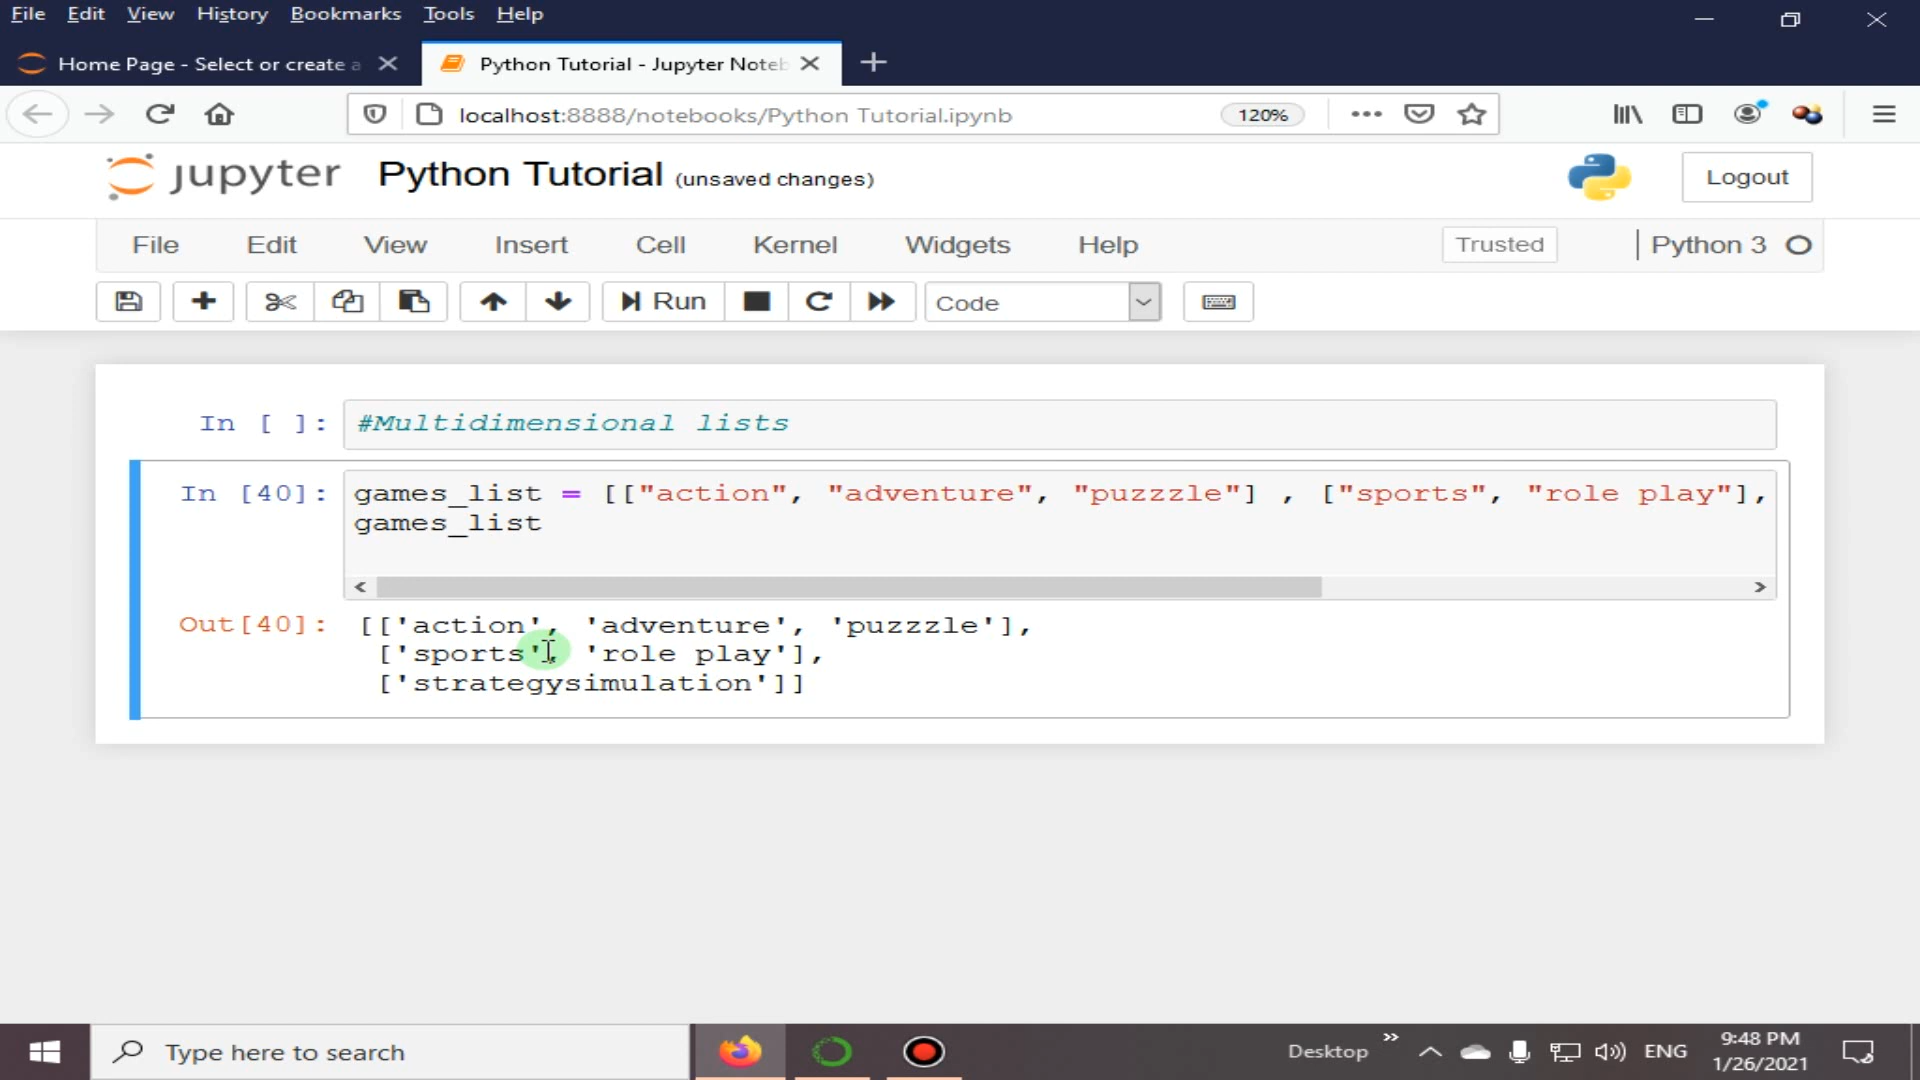 File Edit View History Bookmarks Tools Help
Home Page - Select or create a
Python Tutorial - Jupyter Noteb
localhost:8888/notebooks/Python Tutorial.ipynb 120%
jupyter Python Tutorial (unsaved changes) Logout
File Edit View Insert Cell Kernel Widgets Help Trusted Python 3
Run Code
In [ ]: #Multidimensional lists
In [40]: games_list = [["action", "adventure", "puzzzle"] , ["sports", "role play"],
games_list
Out[40]: [['action', 'adventure', 'puzzzle'],
['sports', 'role play'],
['strategysimulation']]
Type here to search Desktop ENG 9:48 PM
1/26/2021